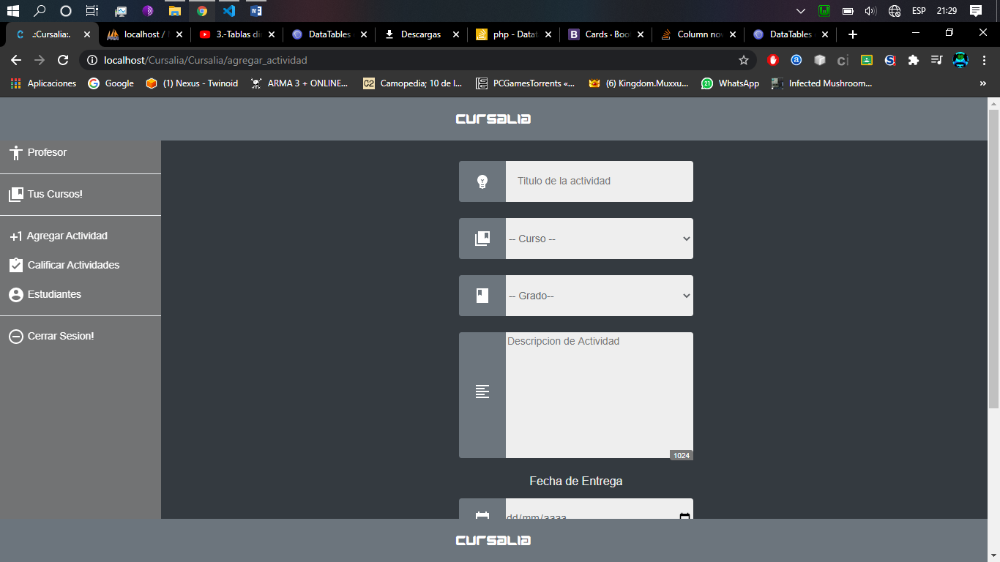 ESP 21:29
.:Cursalia:. localhost / 3.-Tablas di DataTables Descargas php - Datat Cards · Boo Column no DataTables
localhost/Cursalia/Cursalia/agregar_actividad
Aplicaciones Google (1) Nexus - Twinoid ARMA 3 + ONLINE... Camopedia; 10 de l... PCGamesTorrents «... (6) Kingdom.Muxxu... 21 WhatsApp Infected Mushroom... »
CURSALIA
Profesor
Tus Cursos!
+1 Agregar Actividad
Calificar Actividades
Estudiantes
Cerrar Sesion!
Titulo de la actividad
-- Curso --
-- Grado--
Descripcion de Actividad
1024
Fecha de Entrega
dd/mm/aaaa
CURSALIA